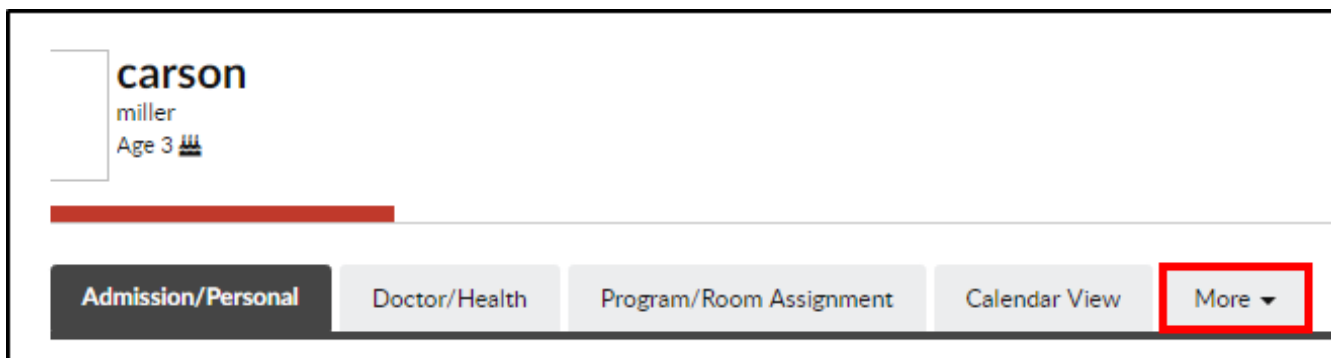 carson
miller
Age 3
Admission/Personal Doctor/Health Program/Room Assignment Calendar View More